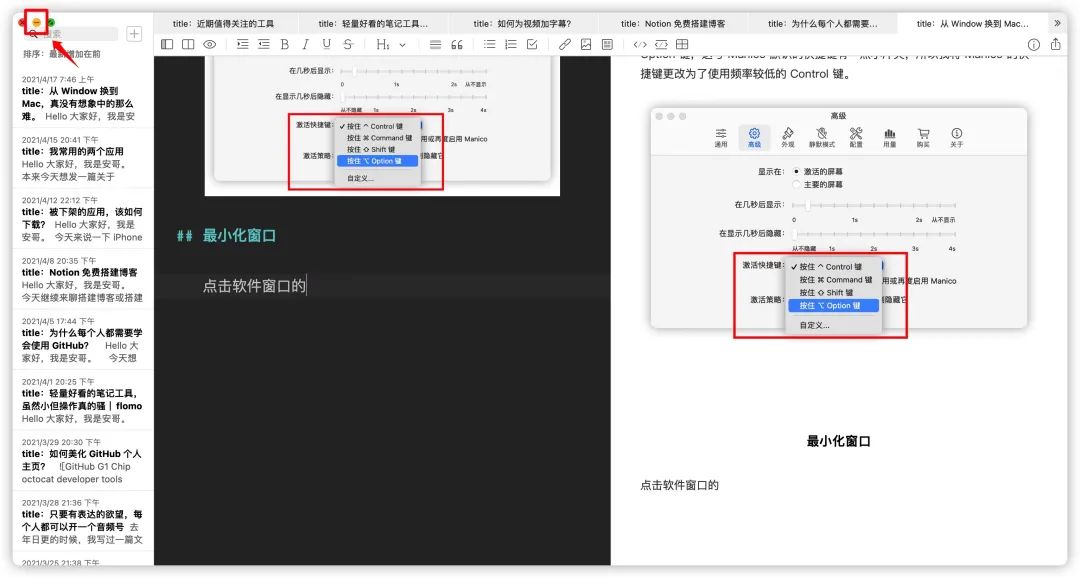 搜索
排序：最新增加在前
2021/4/17 7:46 上午
title：从 Window 换到
Mac，真没有想象中的那么
难。 Hello 大家好，我是安
2021/4/15 20:41 下午
title：我常用的两个应用
Hello 大家好，我是安哥。
本来今天想发一篇关于
2021/4/12 22:12 下午
title：被下架的应用，该如何
下载？ Hello 大家好，我是
安哥。 今天来说一下 iPhone
2021/4/8 20:35 下午
title：Notion 免费搭建博客
Hello 大家好，我是安哥。
今天继续来聊搭建博客或搭建
2021/4/5 17:44 下午
title：为什么每个人都需要学
会使用 GitHub？ Hello 大
家好，我是安哥。 今天想
2021/4/1 20:25 下午
title：轻量好看的笔记工具，
虽然小但操作真的骚｜flomo
Hello 大家好，我是安哥。
2021/3/29 20:30 下午
title：如何美化 GitHub 个人
主页？ ![GitHub G1 Chip
octocat developer tools
2021/3/28 21:36 下午
title：只要有表达的欲望，每
个人都可以开一个音频号 去
年日更的时候，我写过一篇文
2021/3/25 21:38 下午
title：近期值得关注的工具
title：轻量好看的笔记工具...
title：如何为视频加字幕？
title：Notion 免费搭建博客
title：为什么每个人都需要...
title：从 Window 换到 Mac...
在几秒后显示：
0 1s 2s 从不显示
在显示几秒后隐藏：
从不隐藏 1s 2s 3s 4s
激活快捷键：
✓ 按住 ⌃ Control 键
按住 ⌘ Command 键
用或再度启用 Manico
按住 ⇧ Shift 键
激活策略：
按住 ⌥ Option 键
隐藏它
自定义...
## 最小化窗口
点击软件窗口的
捷键更改为了使用频率较低的 Control 键。
高级
通用 高级 外观 静默模式 配置 用量 购买 关于
显示在：
激活的屏幕
主要的屏幕
在几秒后显示：
0 1s 2s 从不显示
在显示几秒后隐藏：
从不隐藏 1s 2s 3s 4s
激活快捷键：
✓ 按住 ⌃ Control 键
按住 ⌘ Command 键
用或再度启用 Manico
按住 ⇧ Shift 键
激活策略：
按住 ⌥ Option 键
隐藏它
自定义...
最小化窗口
点击软件窗口的